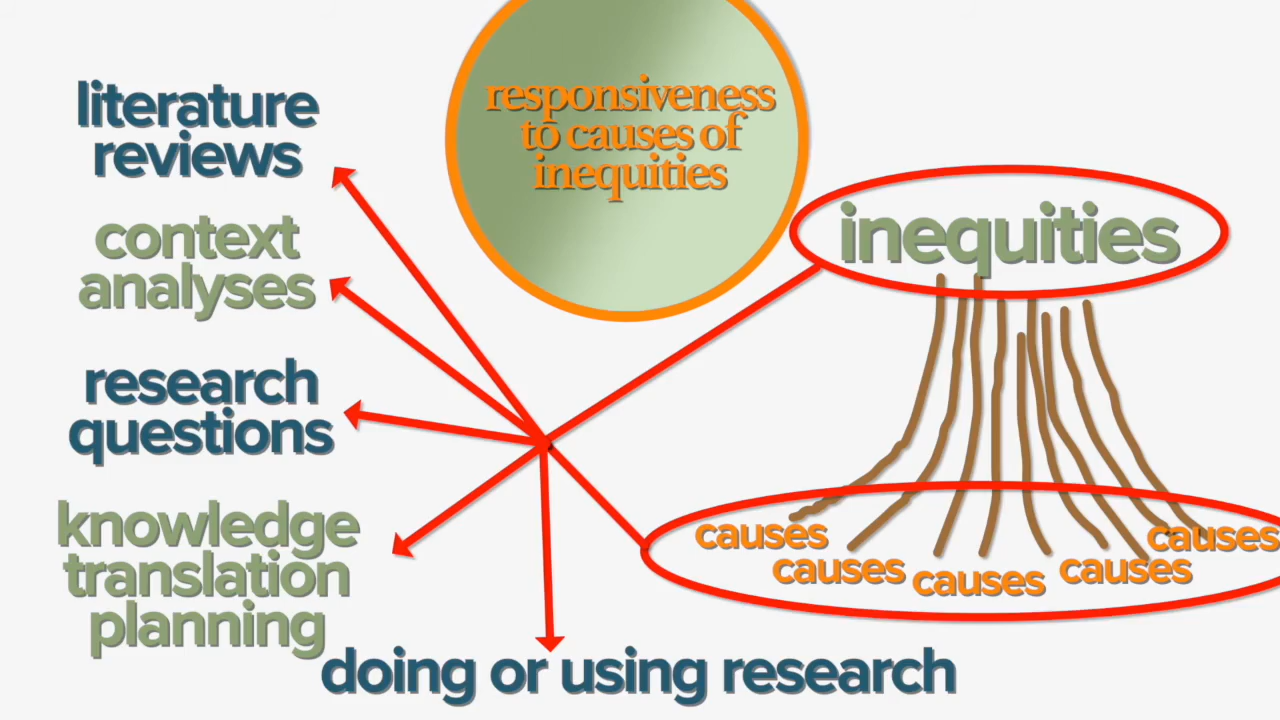 responsiveness
to causes of
inequities
literature
reviews
context
analyses
research
questions
knowledge
translation
planning
doing or using research
inequities
causes
causes
causes
causes
causes